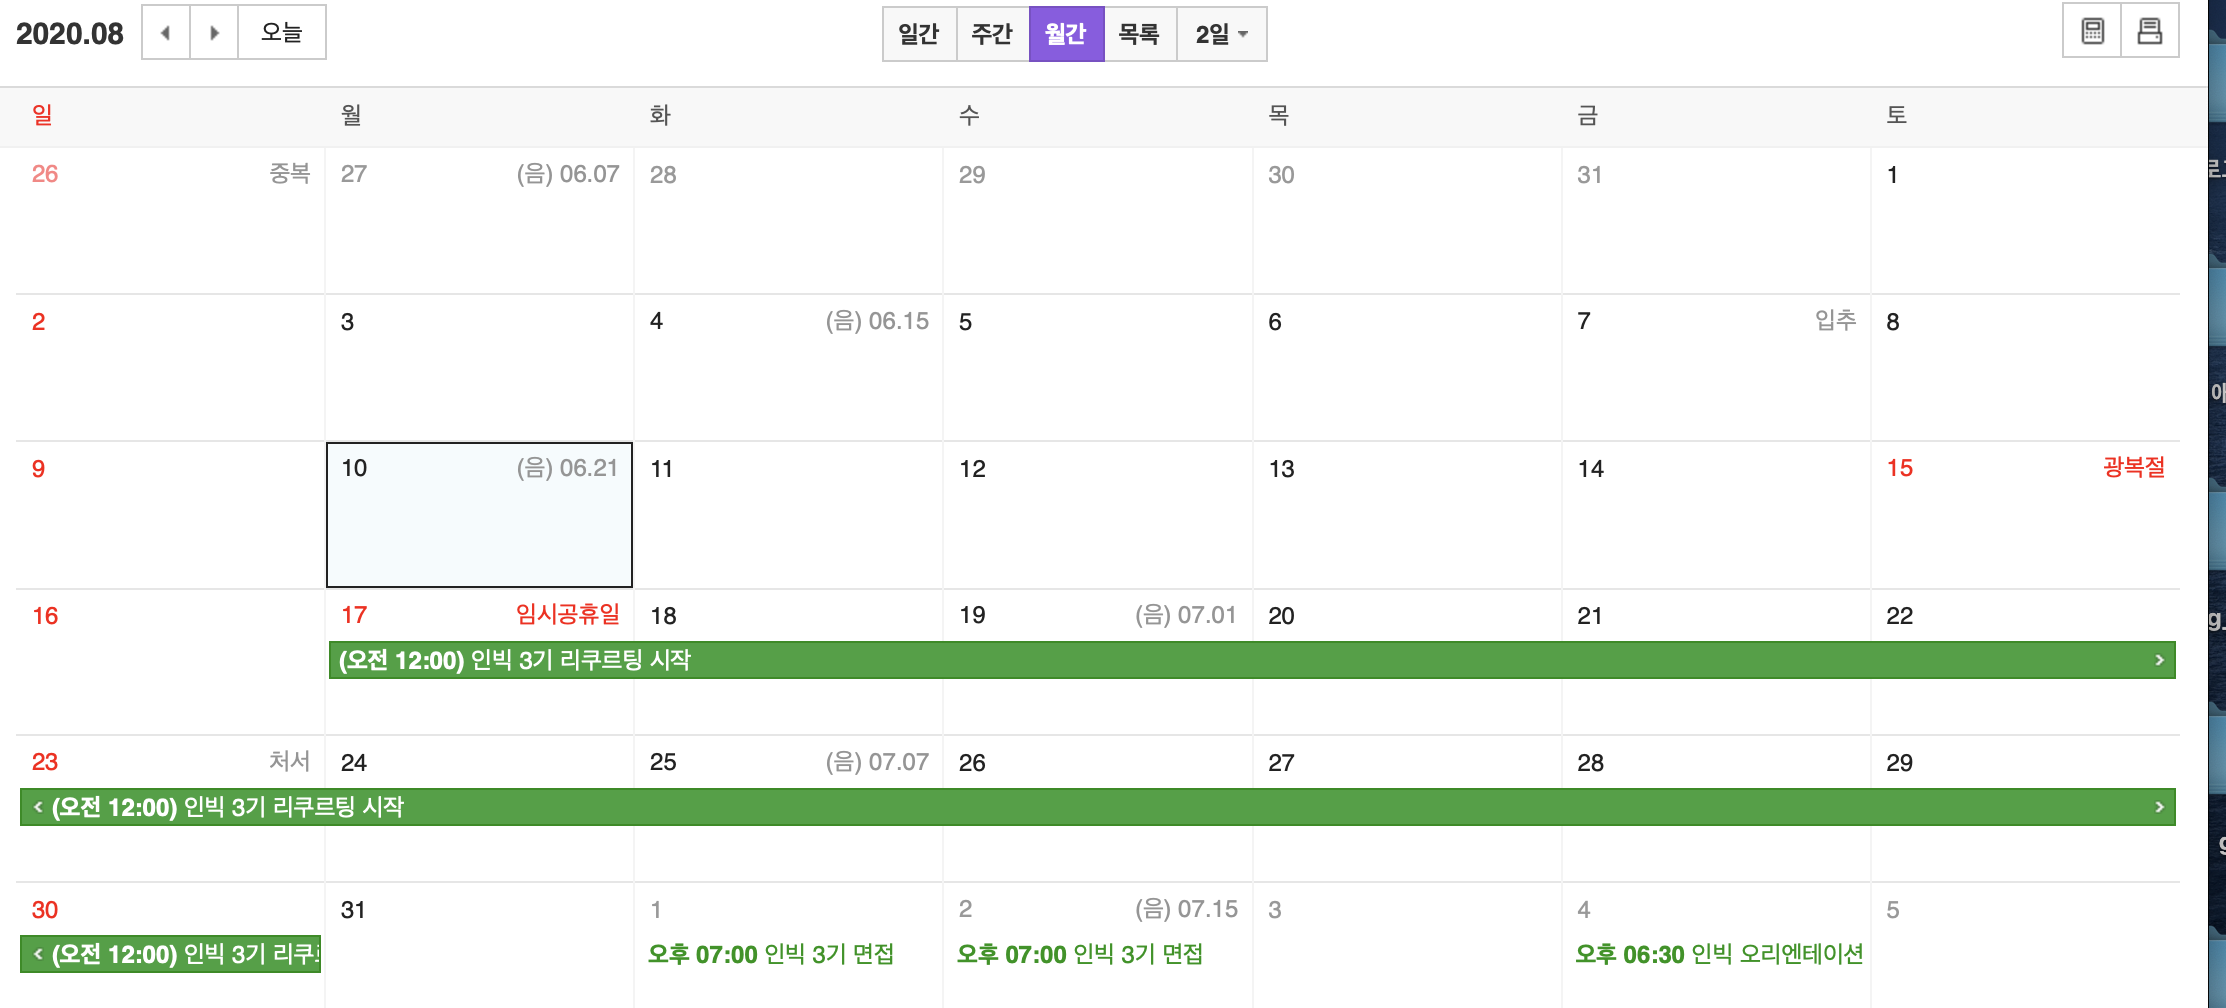 2020.08 오늘 일간 주간 월간 목록 2일
일 월 화 수 목 금 토
26 중복 27 (음) 06.07 28 29 30 31 1
2 3 4 (음) 06.15 5 6 7 입추 8
9 10 (음) 06.21 11 12 13 14 15 광복절
16 17 임시공휴일 18 19 (음) 07.01 20 21 22
(오전 12:00) 인빅 3기 리쿠르팅 시작
23 처서 24 25 (음) 07.07 26 27 28 29
(오전 12:00) 인빅 3기 리쿠르팅 시작
30 31 1 2 (음) 07.15 3 4 5
(오전 12:00) 인빅 3기 리쿠 오후 07:00 인빅 3기 면접 오후 07:00 인빅 3기 면접 오후 06:30 인빅 오리엔테이션